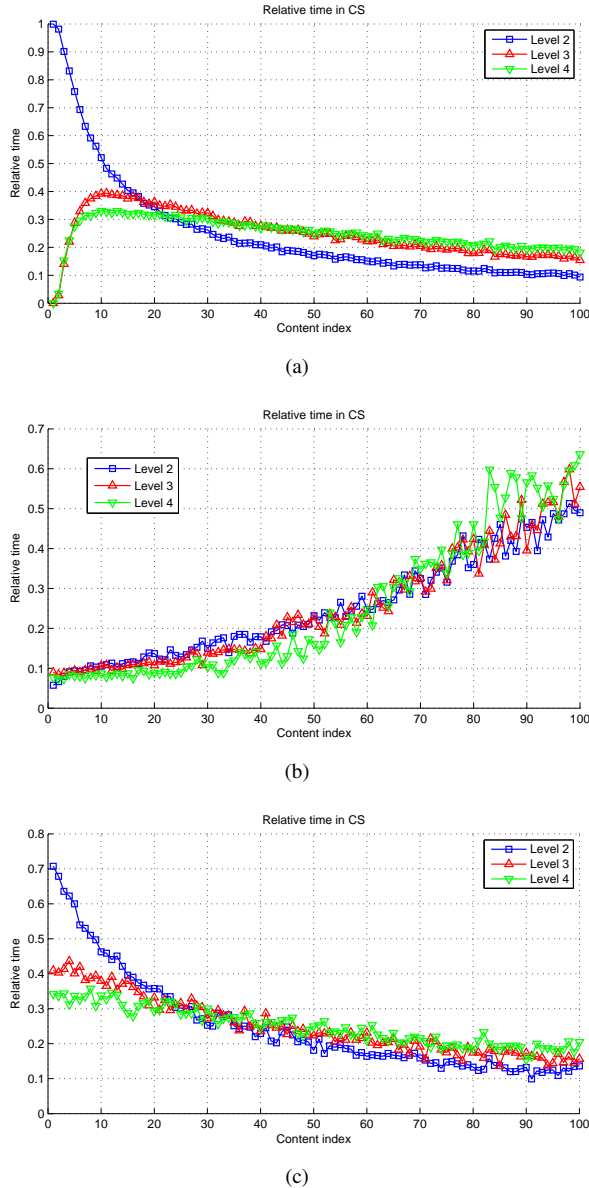 Relative time in CS
1
0.9
0.8
0.7
0.6
0.5
0.4
0.3
0.2
0.1
0
Relative time
Level 2
Level 3
Level 4
0 10 20 30 40 50 60 70 80 90 100
Content index
(a)
Relative time in CS
0.7
0.6
0.5
0.4
0.3
0.2
0.1
0
Relative time
Level 2
Level 3
Level 4
0 10 20 30 40 50 60 70 80 90 100
Content index
(b)
Relative time in CS
0.8
0.7
0.6
0.5
0.4
0.3
0.2
0.1
0
Relative time
Level 2
Level 3
Level 4
0 10 20 30 40 50 60 70 80 90 100
Content index
(c)